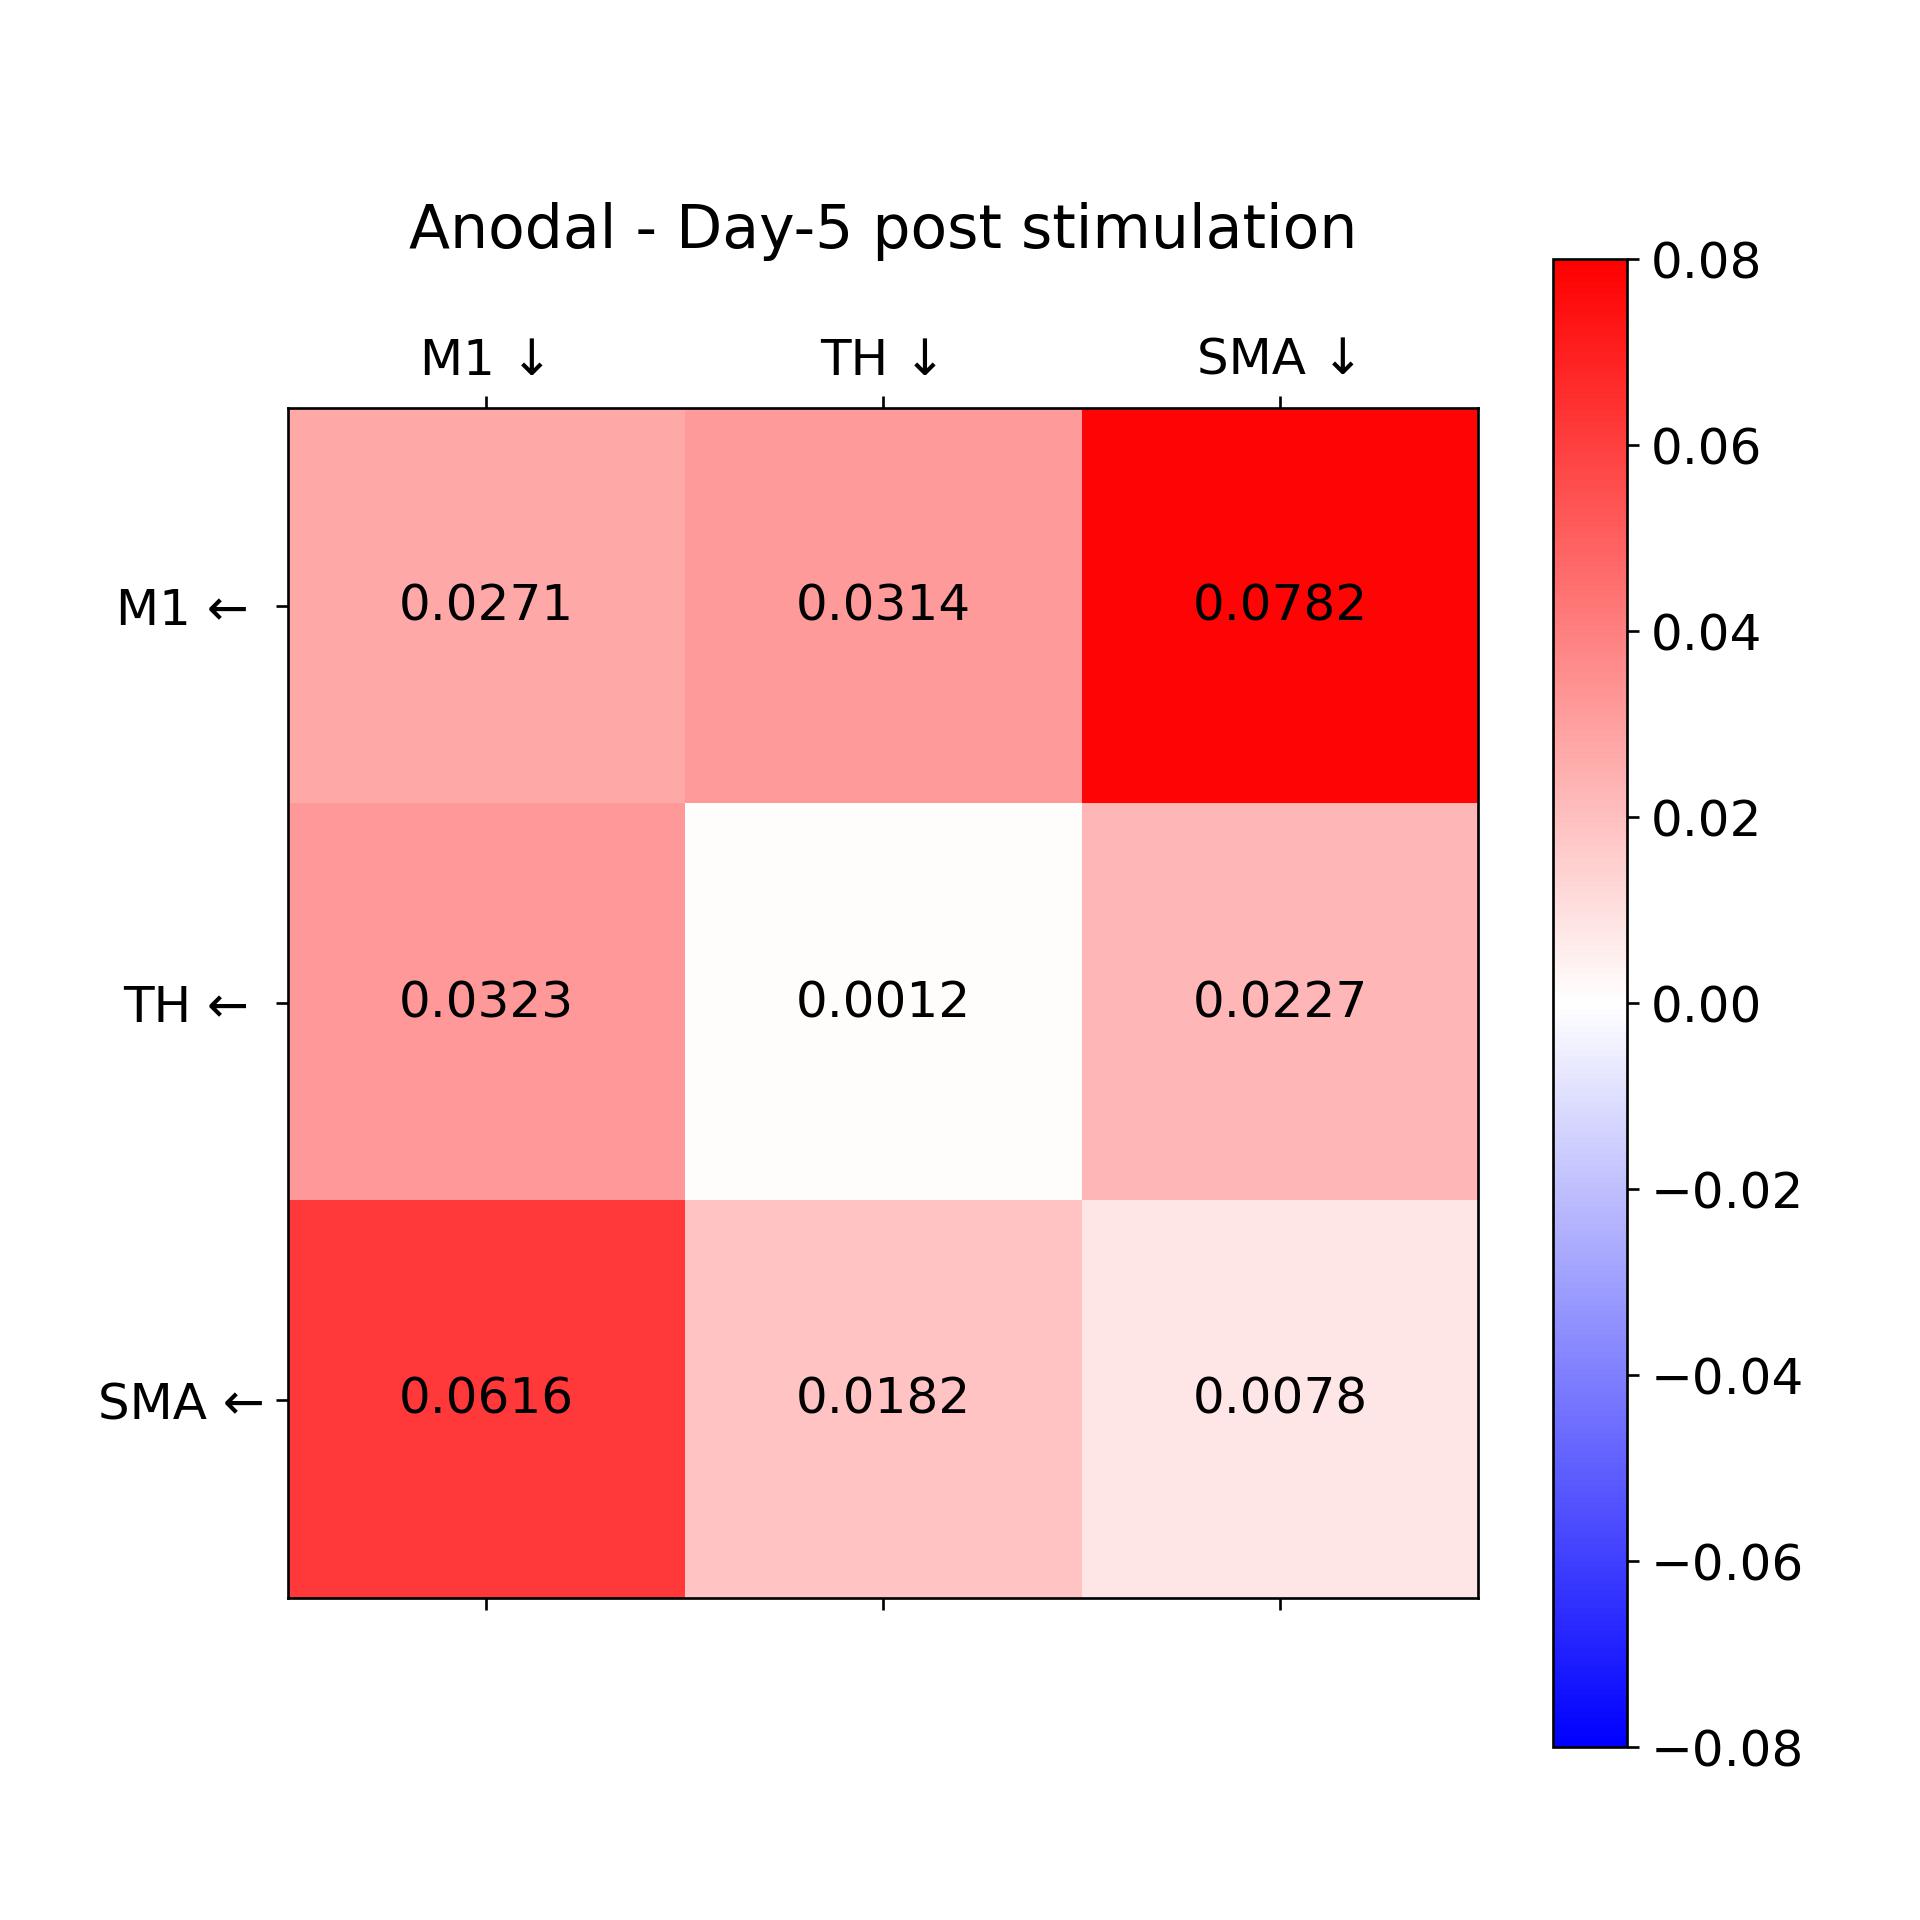 Anodal - Day-5 post stimulation
M1 ↓ TH ↓ SMA ↓
M1 ← 0.0271 0.0314 0.0782
TH ← 0.0323 0.0012 0.0227
SMA ← 0.0616 0.0182 0.0078
0.08
0.06
0.04
0.02
0.00
−0.02
−0.04
−0.06
−0.08